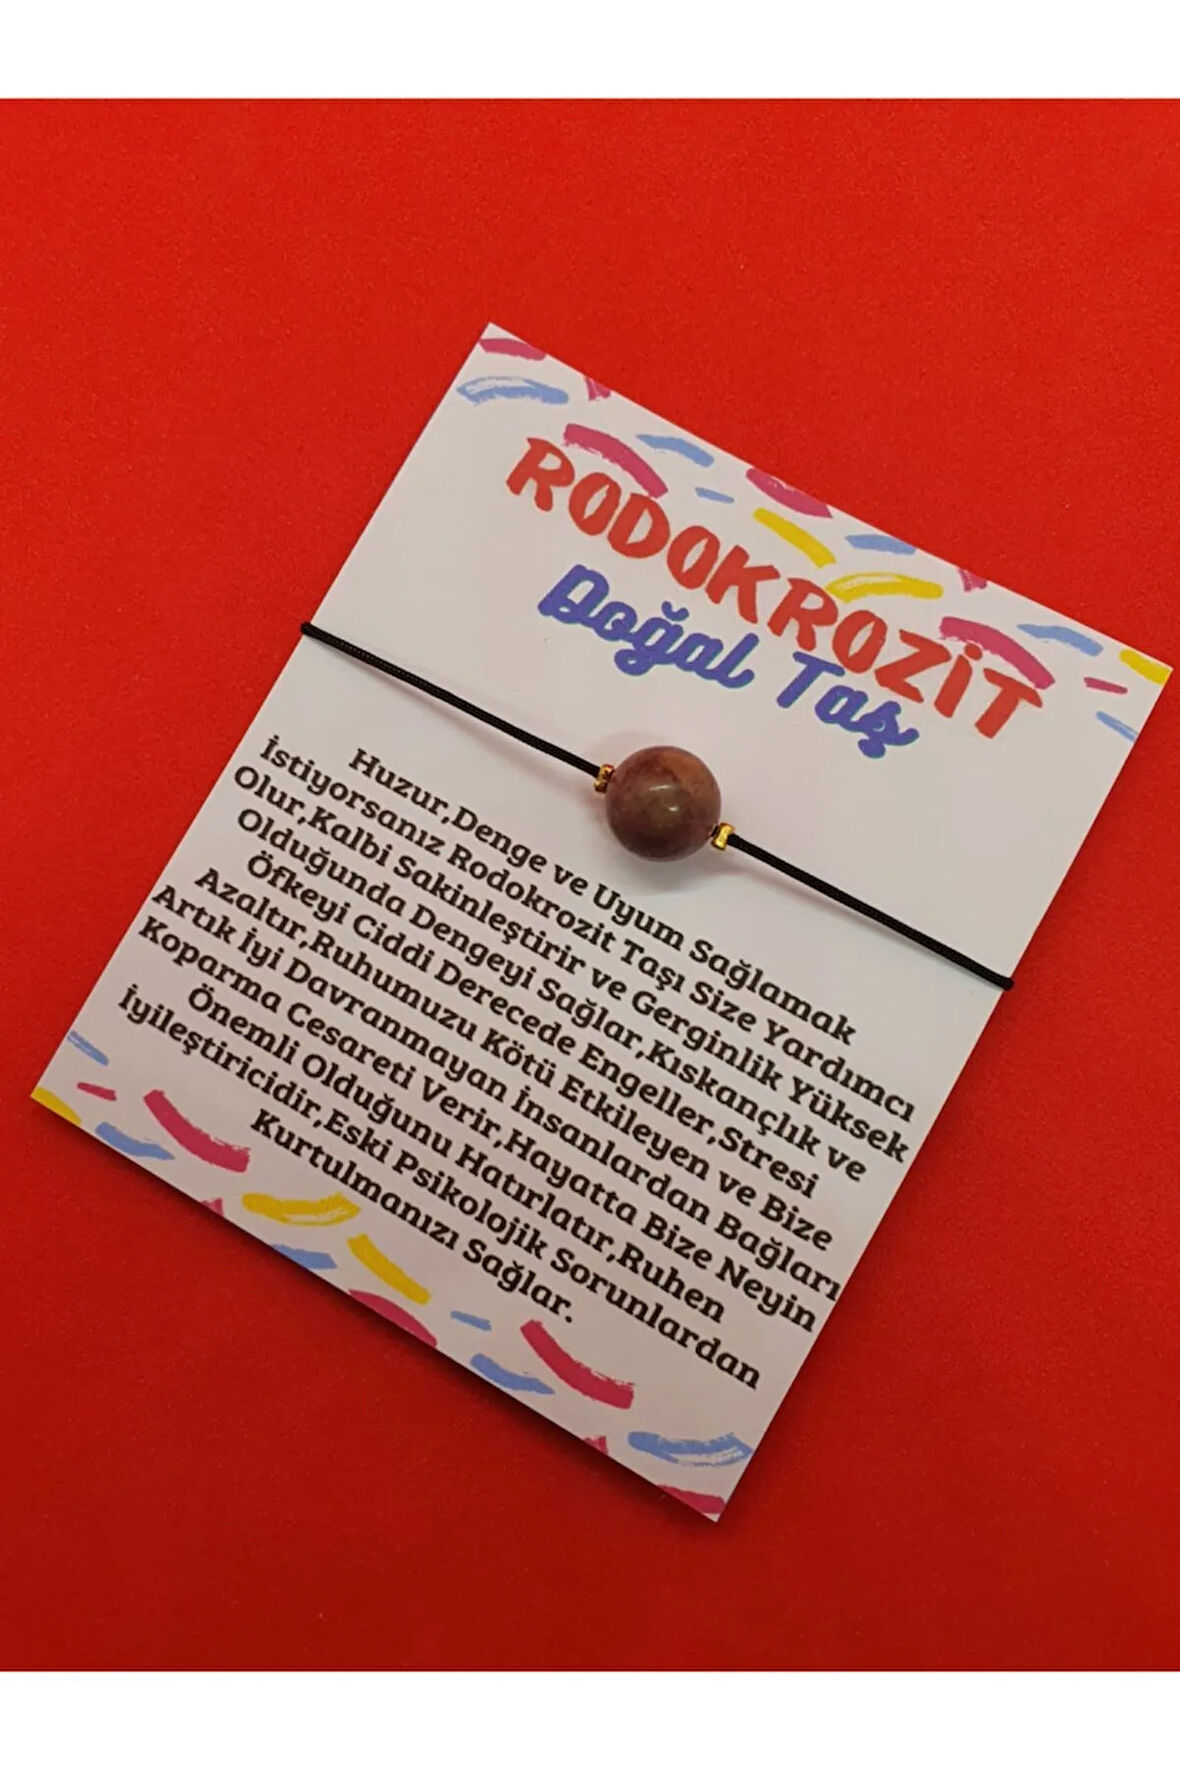 RODOKROZİT
Doğal Taş
Huzur,Denge ve Uyum Sağlamak
İstiyorsanız Rodokrozit Taşı Size Yardımcı
Olur,Kalbi Sakinleştirir ve Gerginlik Yüksek
Olduğunda Dengeyi Sağlar,Kıskançlık ve
Öfkeyi Ciddi Derecede Engeller,Stresi
Azaltır,Ruhumuzu Kötü Etkileyen ve Bize
Artık İyi Davranmayan İnsanlardan Bağları
Koparma Cesareti Verir,Hayatta Bize Neyin
Önemli Olduğunu Hatırlatır,Ruhen
İyileştiricidir,Eski Psikolojik Sorunlardan
Kurtulmanızı Sağlar.